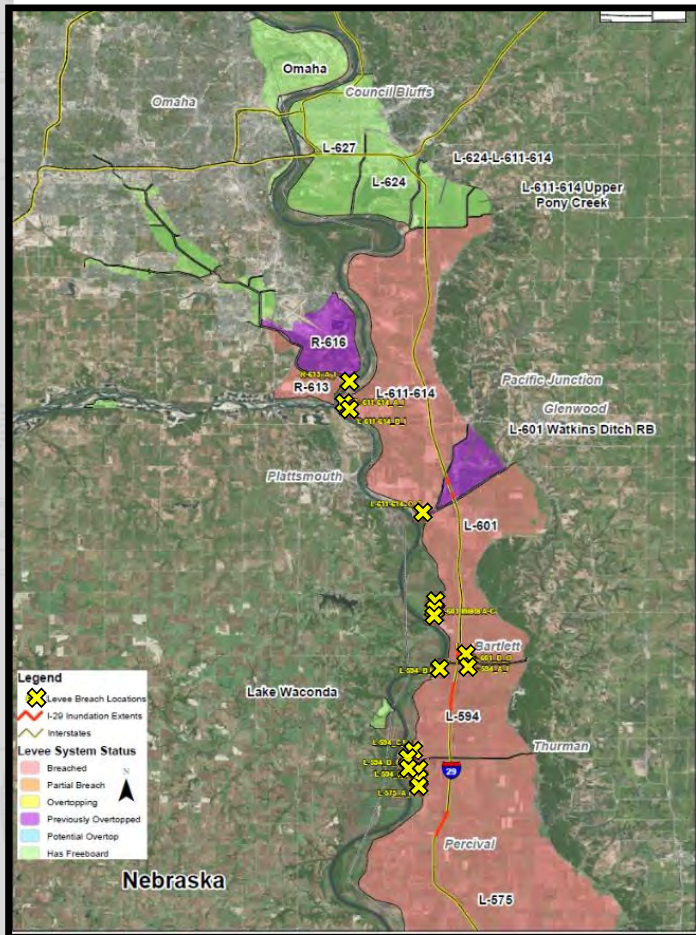 Omaha
Omaha
Council Bluffs
L-627
L-624-L-611-614
L-624
L-611-614 Upper
Pony Creek
R-616
R-613
L-611-614
Pacific Junction
Glenwood
L-601 Watkins Ditch RB
Plattsmouth
L-601
Bartlett
Lake Waconda
L-594
Thurman
29
Percival
L-575
Nebraska
Legend
Levee Breach Locations
I-29 Inundation Extents
Interstates
Levee System Status
Breached
Partial Breach
Overtopping
Previously Overtopped
Potential Overtop
Has Freeboard
N